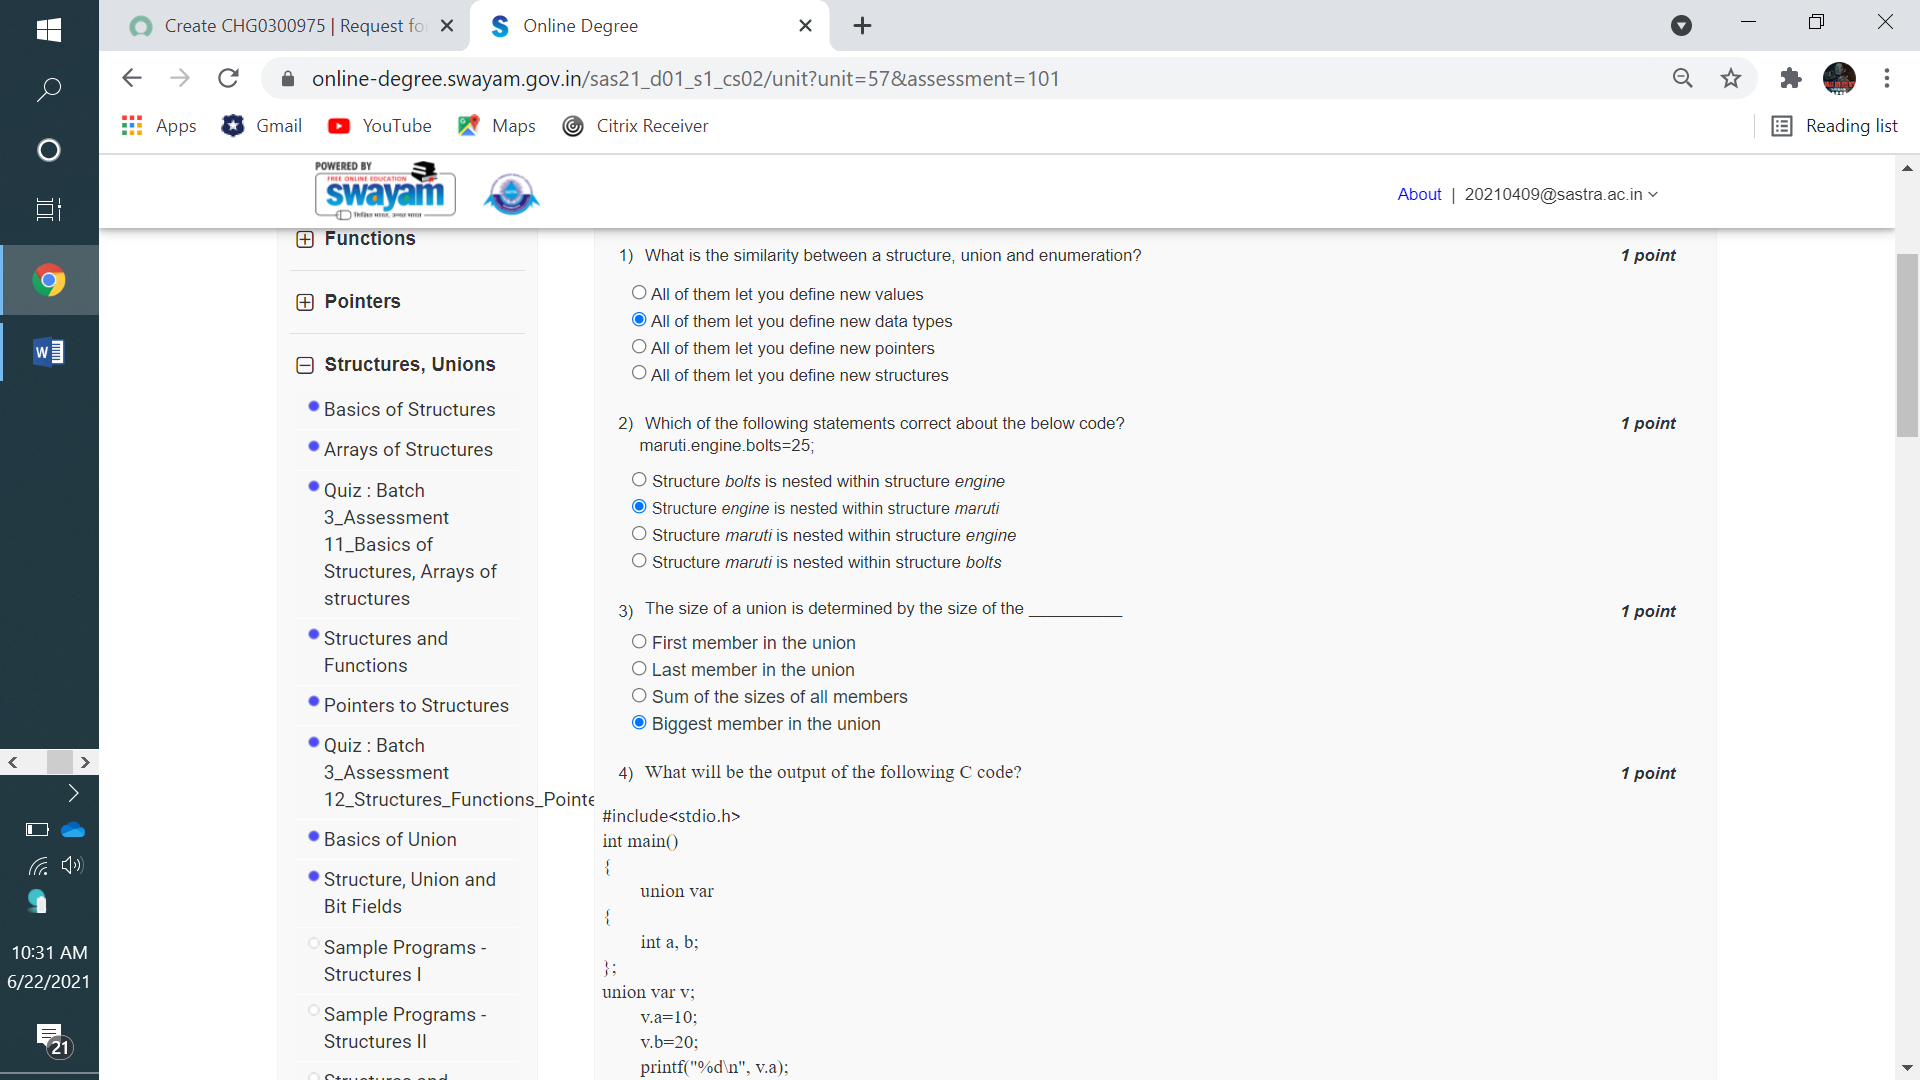 Create CHG0300975 | Request fo
Online Degree
online-degree.swayam.gov.in/sas21_d01_s1_cs02/unit?unit=57&assessment=101
Apps
Gmail
YouTube
Maps
Citrix Receiver
Reading list
POWERED BY
FREE ONLINE EDUCATION
swayam
About | 20210409@sastra.ac.in
Functions
Pointers
Structures, Unions
Basics of Structures
Arrays of Structures
Quiz : Batch
3_Assessment
11_Basics of
Structures, Arrays of
structures
Structures and
Functions
Pointers to Structures
Quiz : Batch
3_Assessment
12_Structures_Functions_Pointe
Basics of Union
Structure, Union and
Bit Fields
Sample Programs -
Structures I
Sample Programs -
Structures II
Structures and
1) What is the similarity between a structure, union and enumeration?
1 point
All of them let you define new values
All of them let you define new data types
All of them let you define new pointers
All of them let you define new structures
2) Which of the following statements correct about the below code?
1 point
maruti.engine.bolts=25;
Structure bolts is nested within structure engine
Structure engine is nested within structure maruti
Structure maruti is nested within structure engine
Structure maruti is nested within structure bolts
3) The size of a union is determined by the size of the __________
1 point
First member in the union
Last member in the union
Sum of the sizes of all members
Biggest member in the union
4) What will be the output of the following C code?
1 point
#include<stdio.h>
int main()
{
union var
{
int a, b;
};
union var v;
v.a=10;
v.b=20;
printf("%d\n", v.a);
W
10:31 AM
6/22/2021
21